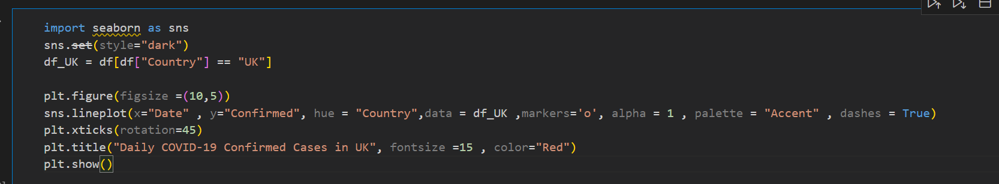 import seaborn as sns
sns.set(style="dark")
df_UK = df[df["Country"] == "UK"]
plt.figure(figsize =(10,5))
sns.lineplot(x="Date" , y="Confirmed", hue = "Country",data = df_UK ,markers='o', alpha = 1 , palette = "Accent" , dashes = True)
plt.xticks(rotation=45)
plt.title("Daily COVID-19 Confirmed Cases in UK", fontsize =15 , color="Red")
plt.show()